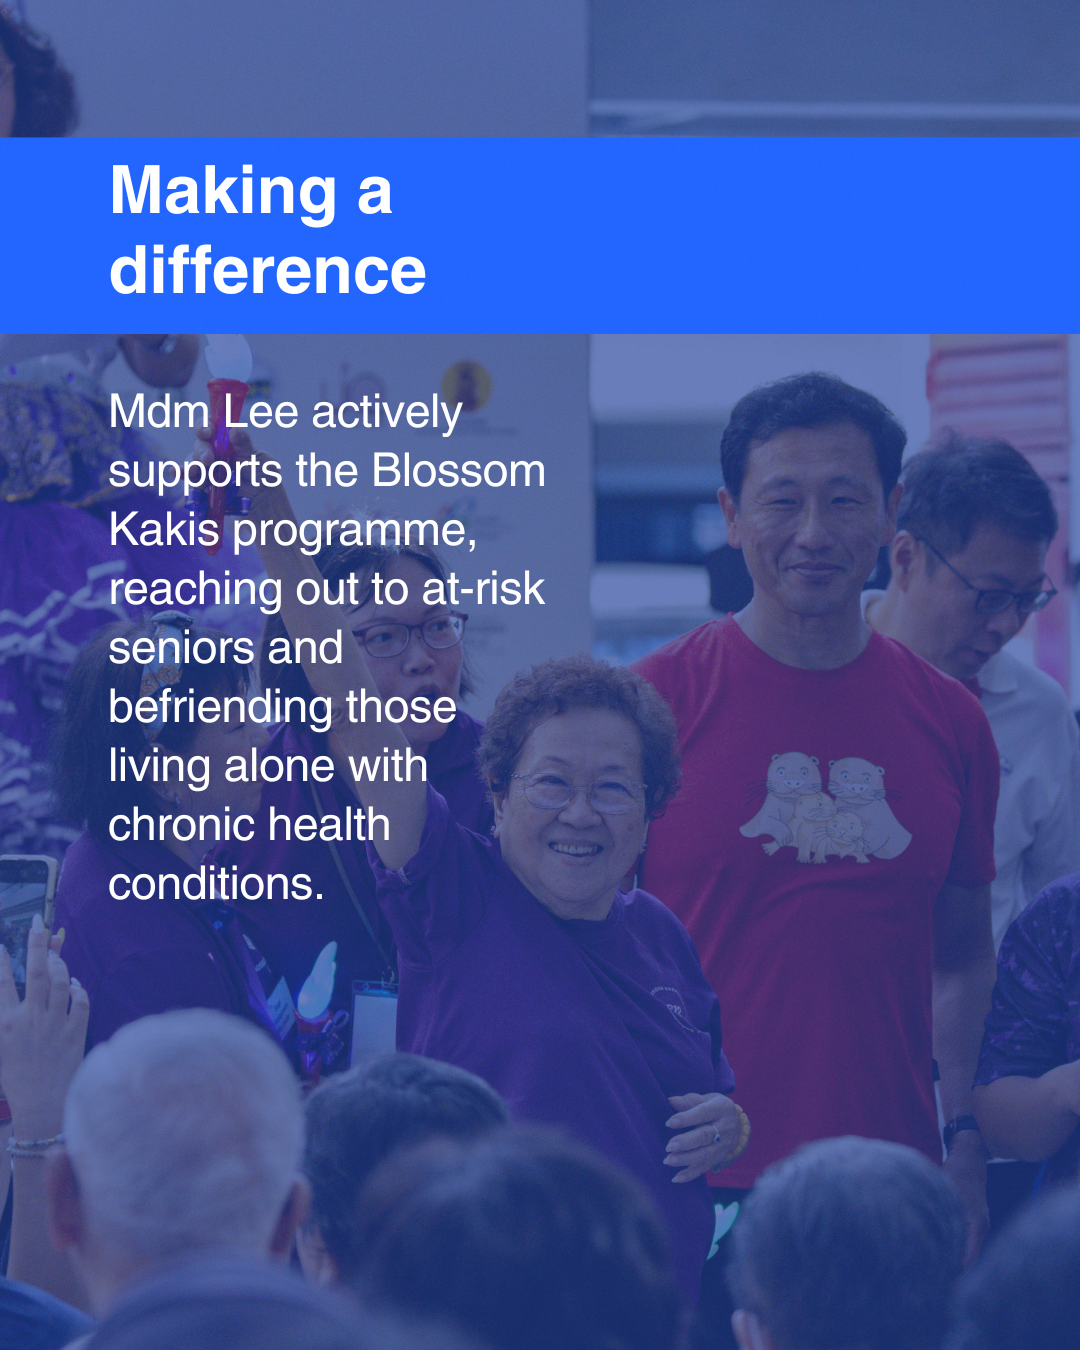 Making a
difference
Mdm Lee actively
supports the Blossom
Kakis programme,
reaching out to at-risk
seniors and
befriending those
living alone with
chronic health
conditions.